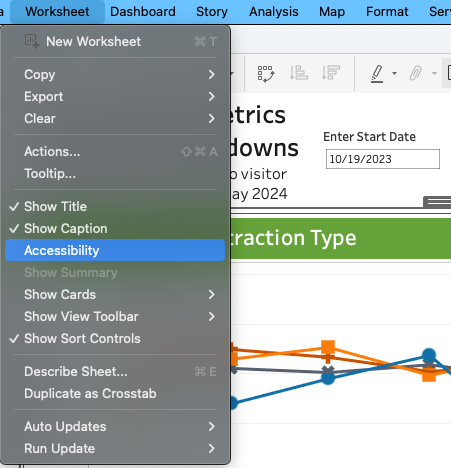 a Worksheet Dashboard Story Analysis Map Format Ser
New Worksheet ⌘ T
Copy
Export
Clear
Actions... ⇧ ⌘ A
Tooltip...
✓ Show Title
✓ Show Caption
Accessibility
Show Summary
Show Cards
Show View Toolbar
✓ Show Sort Controls
Describe Sheet... ⌘ E
Duplicate as Crosstab
Auto Updates
Run Update
etrics
downs
o visitor
ay 2024
Enter Start Date
10/19/2023
traction Type